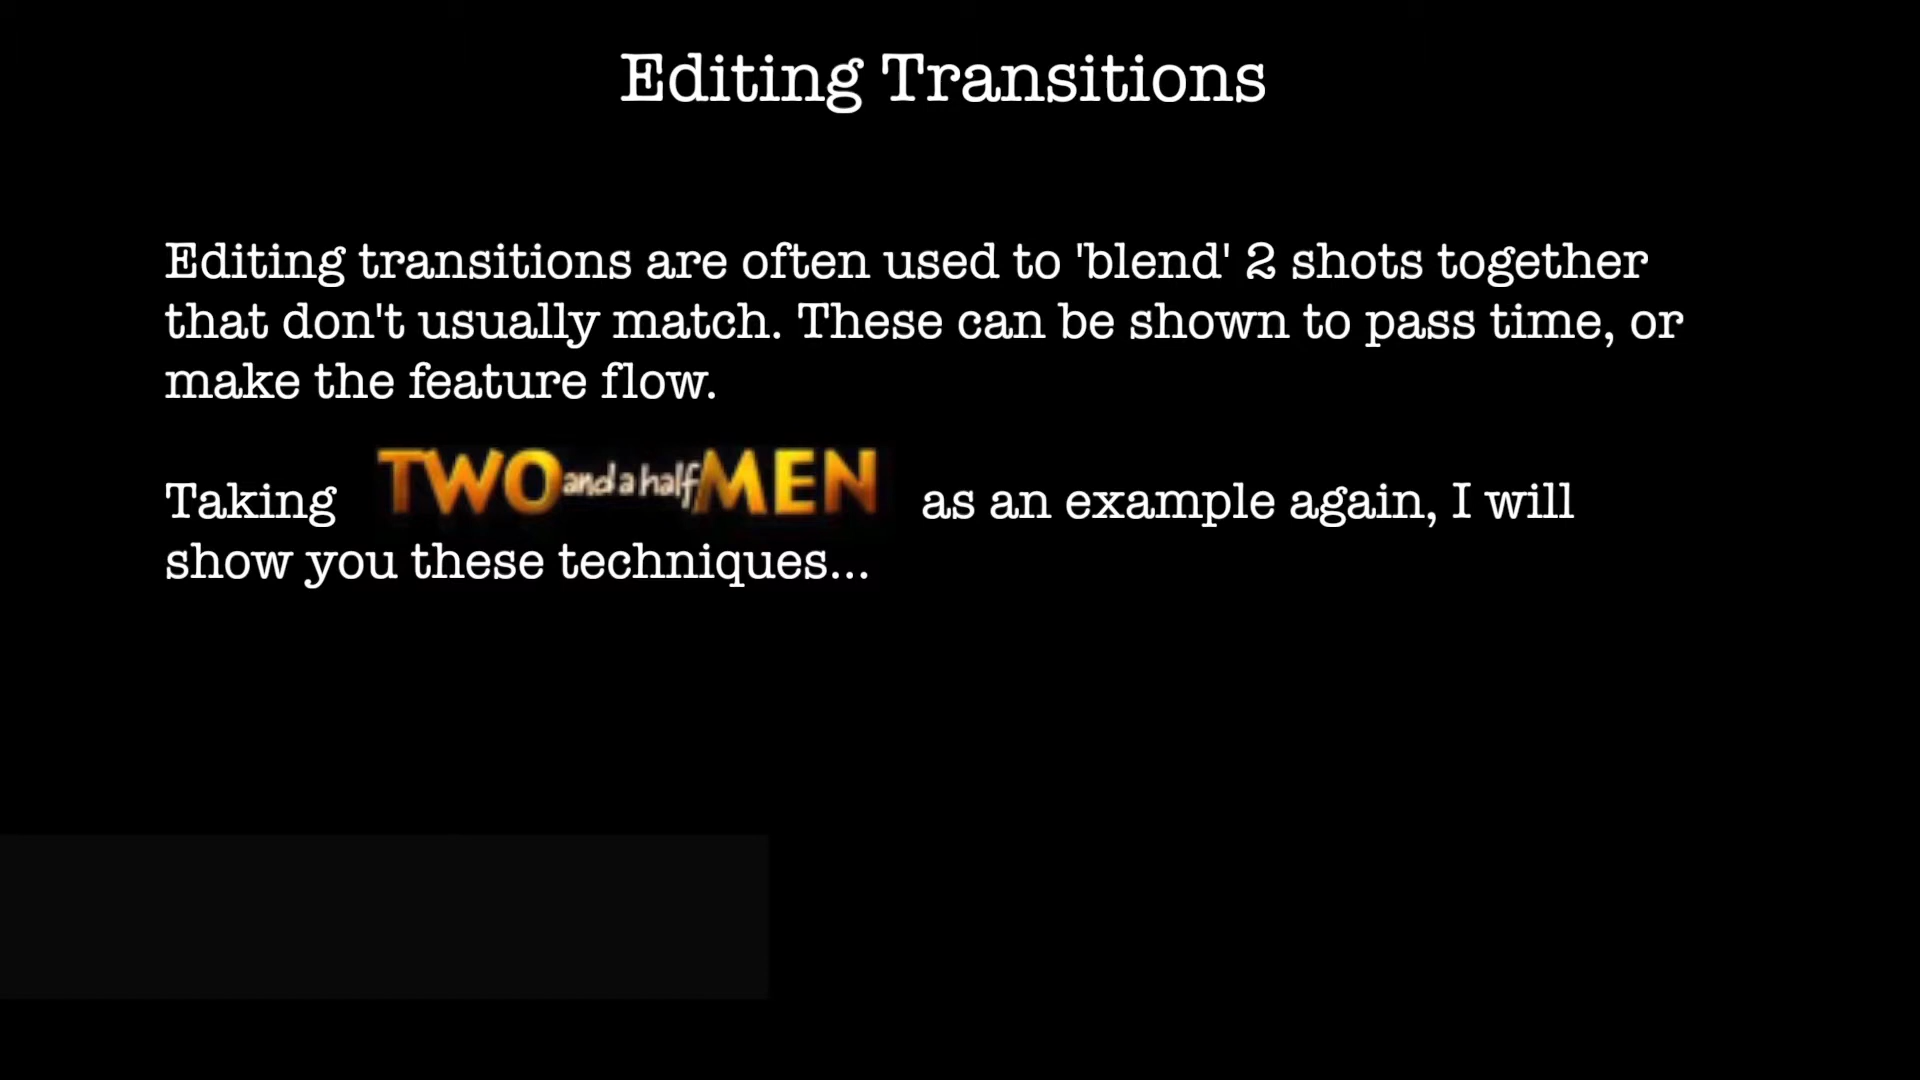 Editing Transitions
Editing transitions are often used to 'blend' 2 shots together
that don't usually match. These can be shown to pass time, or
make the feature flow.
Taking TWO and a half MEN as an example again, I will
show you these techniques...